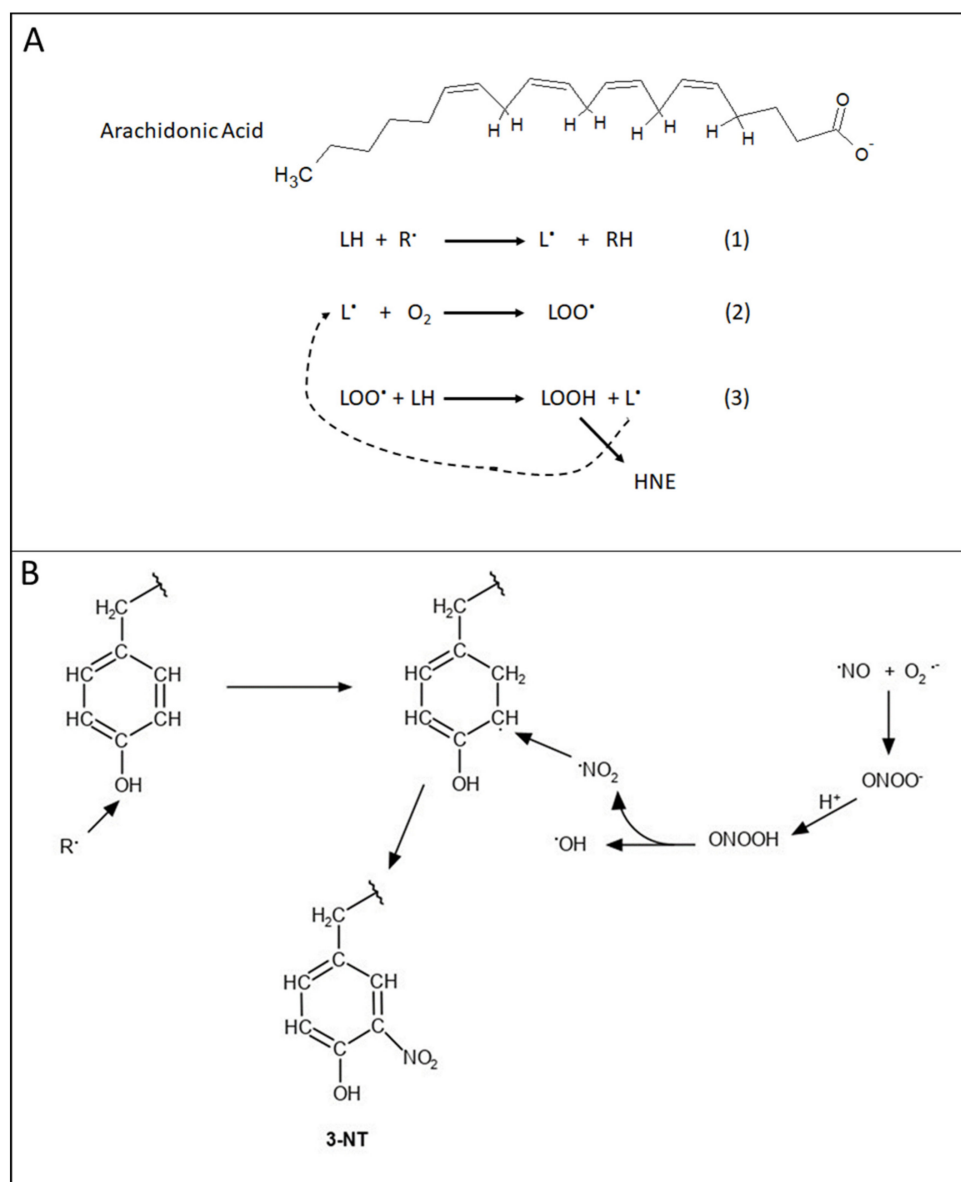 A
Arachidonic Acid
H₃C
H H H H H H H H
O
O⁻
LH + R• L• + RH (1)
L• + O₂ LOO• (2)
LOO• + LH LOOH + L• (3)
HNE
B
H₂C
C
HC CH
HC CH
C
OH
R•
H₂C
C
HC CH₂
HC CH
•
C
OH
•NO₂
•OH
•NO + O₂•⁻
ONOO⁻
H⁺
ONOOH
H₂C
C
HC CH
HC C
C NO₂
OH
3-NT